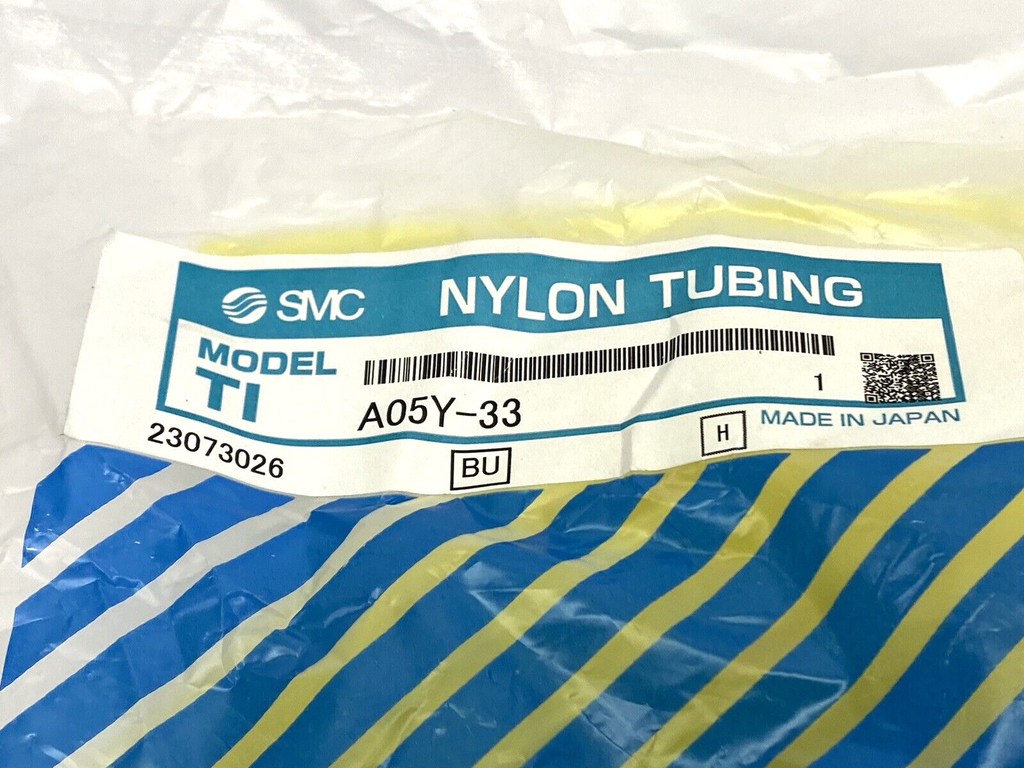 SMC NYLON TUBING
MODEL
TI
A05Y-33
1
MADE IN JAPAN
23073026
BU
H